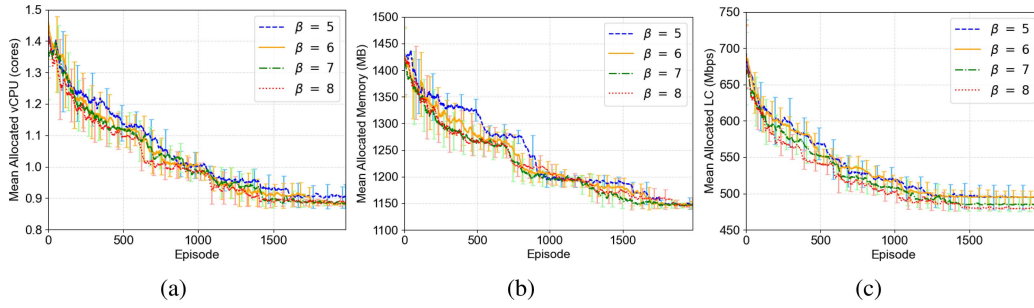 Mean Allocated vCPU (cores)
1.5
1.4
1.3
1.2
1.1
1.0
0.9
0.8
0
500
1000
1500
Episode
β = 5
β = 6
β = 7
β = 8
(a)
Mean Allocated Memory (MB)
1450
1400
1350
1300
1250
1200
1150
1100
0
500
1000
1500
Episode
β = 5
β = 6
β = 7
β = 8
(b)
Mean Allocated LC (Mbps)
750
700
650
600
550
500
450
0
500
1000
1500
Episode
β = 5
β = 6
β = 7
β = 8
(c)